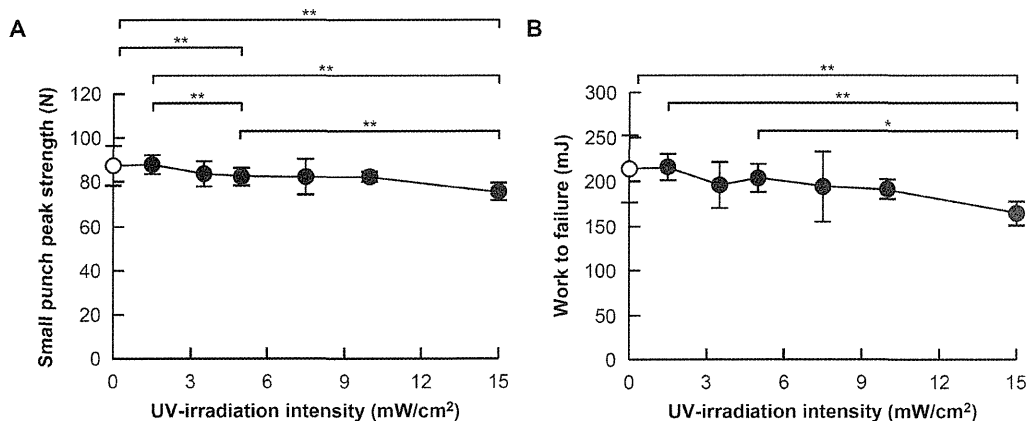 A
**
**
**
**
**
Small punch peak strength (N)
120
100
80
60
40
20
0
0 3 6 9 12 15
UV-irradiation intensity (mW/cm²)
B
**
**
*
Work to failure (mJ)
300
250
200
150
100
50
0
0 3 6 9 12 15
UV-irradiation intensity (mW/cm²)